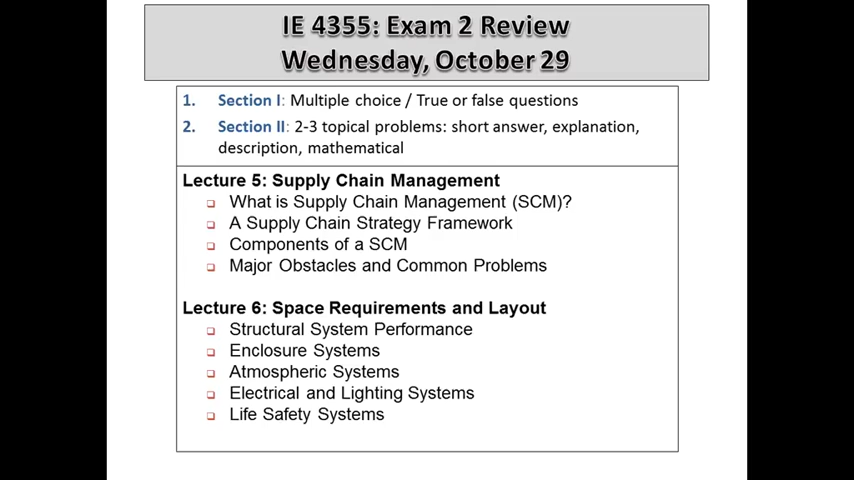 IE 4355: Exam 2 Review
Wednesday, October 29
1. Section I: Multiple choice / True or false questions
2. Section II: 2-3 topical problems: short answer, explanation,
description, mathematical
Lecture 5: Supply Chain Management
What is Supply Chain Management (SCM)?
A Supply Chain Strategy Framework
Components of a SCM
Major Obstacles and Common Problems
Lecture 6: Space Requirements and Layout
Structural System Performance
Enclosure Systems
Atmospheric Systems
Electrical and Lighting Systems
Life Safety Systems